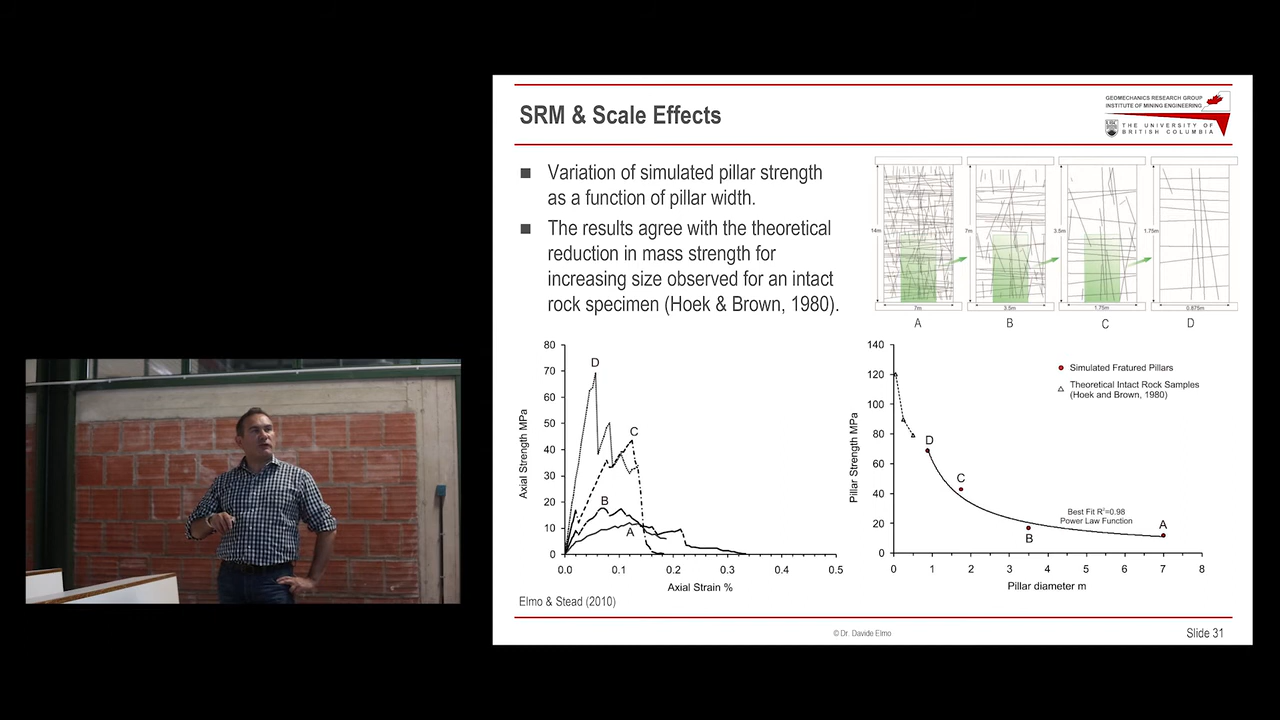 SRM & Scale Effects
GEOMECHANICS RESEARCH GROUP
INSTITUTE OF MINING ENGINEERING
THE UNIVERSITY OF
BRITISH COLUMBIA
■ Variation of simulated pillar strength
as a function of pillar width.
■ The results agree with the theoretical
reduction in mass strength for
increasing size observed for an intact
rock specimen (Hoek & Brown, 1980).
14m
7m
3.5m
1.75m
7m
3.5m
1.75m
0.875m
A
B
C
D
80
70
60
50
40
30
20
10
0
Axial Strength MPa
D
C
B
A
0.0 0.1 0.2 0.3 0.4 0.5
Axial Strain %
140
120
100
80
60
40
20
0
Pillar Strength MPa
Simulated Fratured Pillars
Theoretical Intact Rock Samples
(Hoek and Brown, 1980)
D
C
B
A
Best Fit R²=0.98
Power Law Function
0 1 2 3 4 5 6 7 8
Pillar diameter m
Elmo & Stead (2010)
© Dr. Davide Elmo
Slide 31